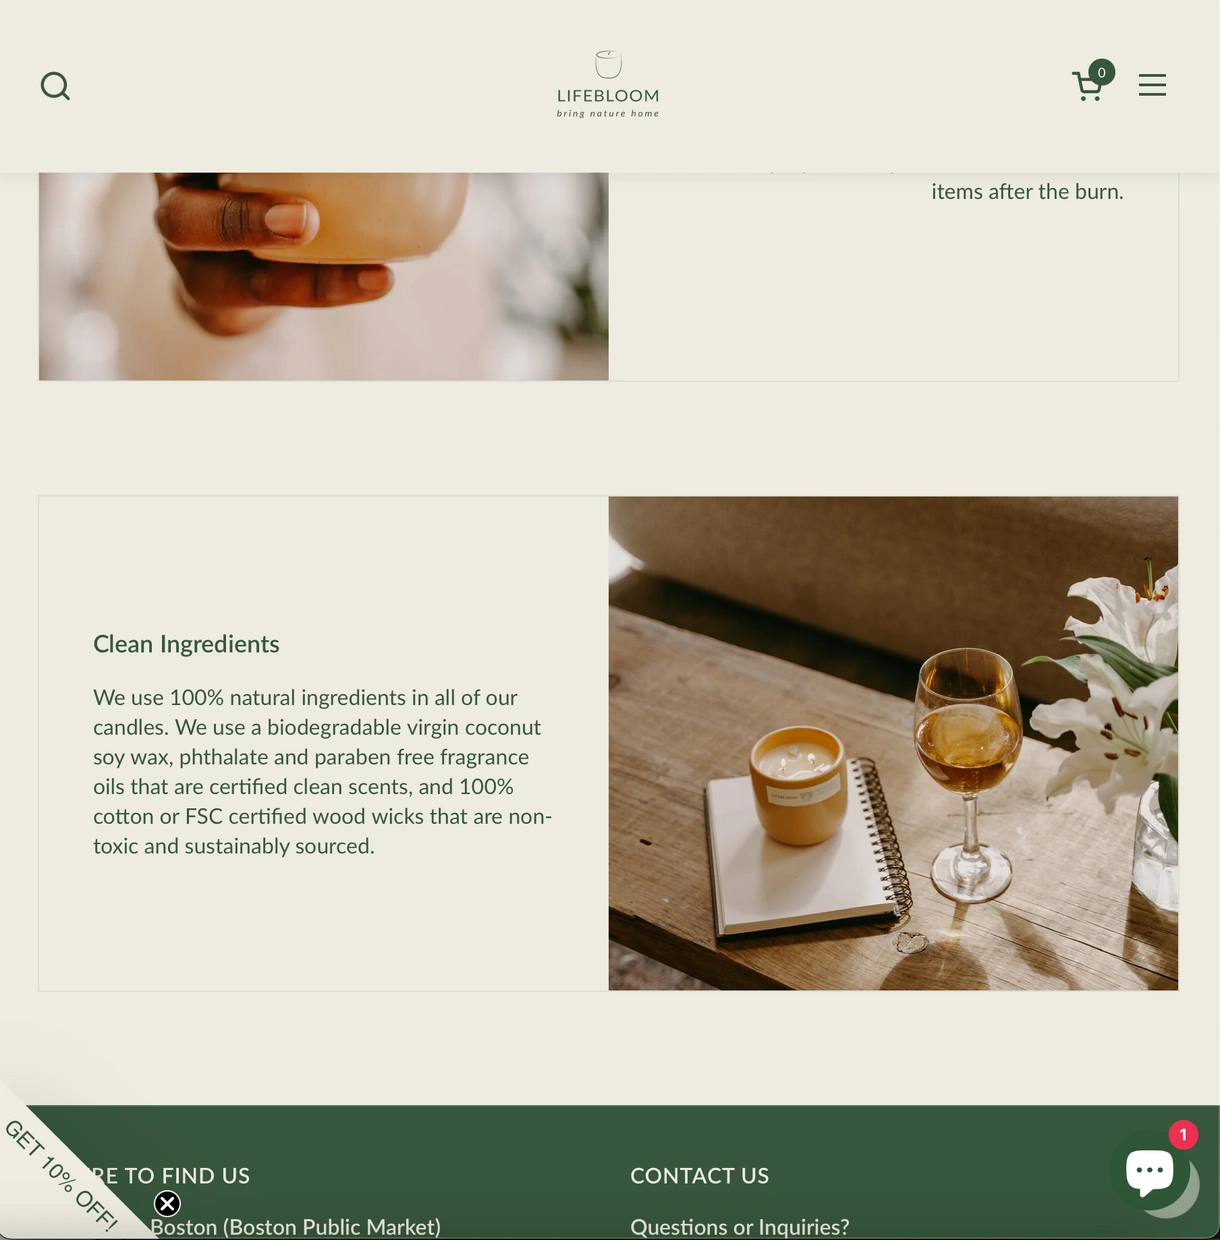 LIFEBLOOM
bring nature home
0
items after the burn.
Clean Ingredients
We use 100% natural ingredients in all of our
candles. We use a biodegradable virgin coconut
soy wax, phthalate and paraben free fragrance
oils that are certified clean scents, and 100%
cotton or FSC certified wood wicks that are non-
toxic and sustainably sourced.
LIFEBLOOM
GET 10% OFF!
RE TO FIND US
Boston (Boston Public Market)
CONTACT US
Questions or Inquiries?
1